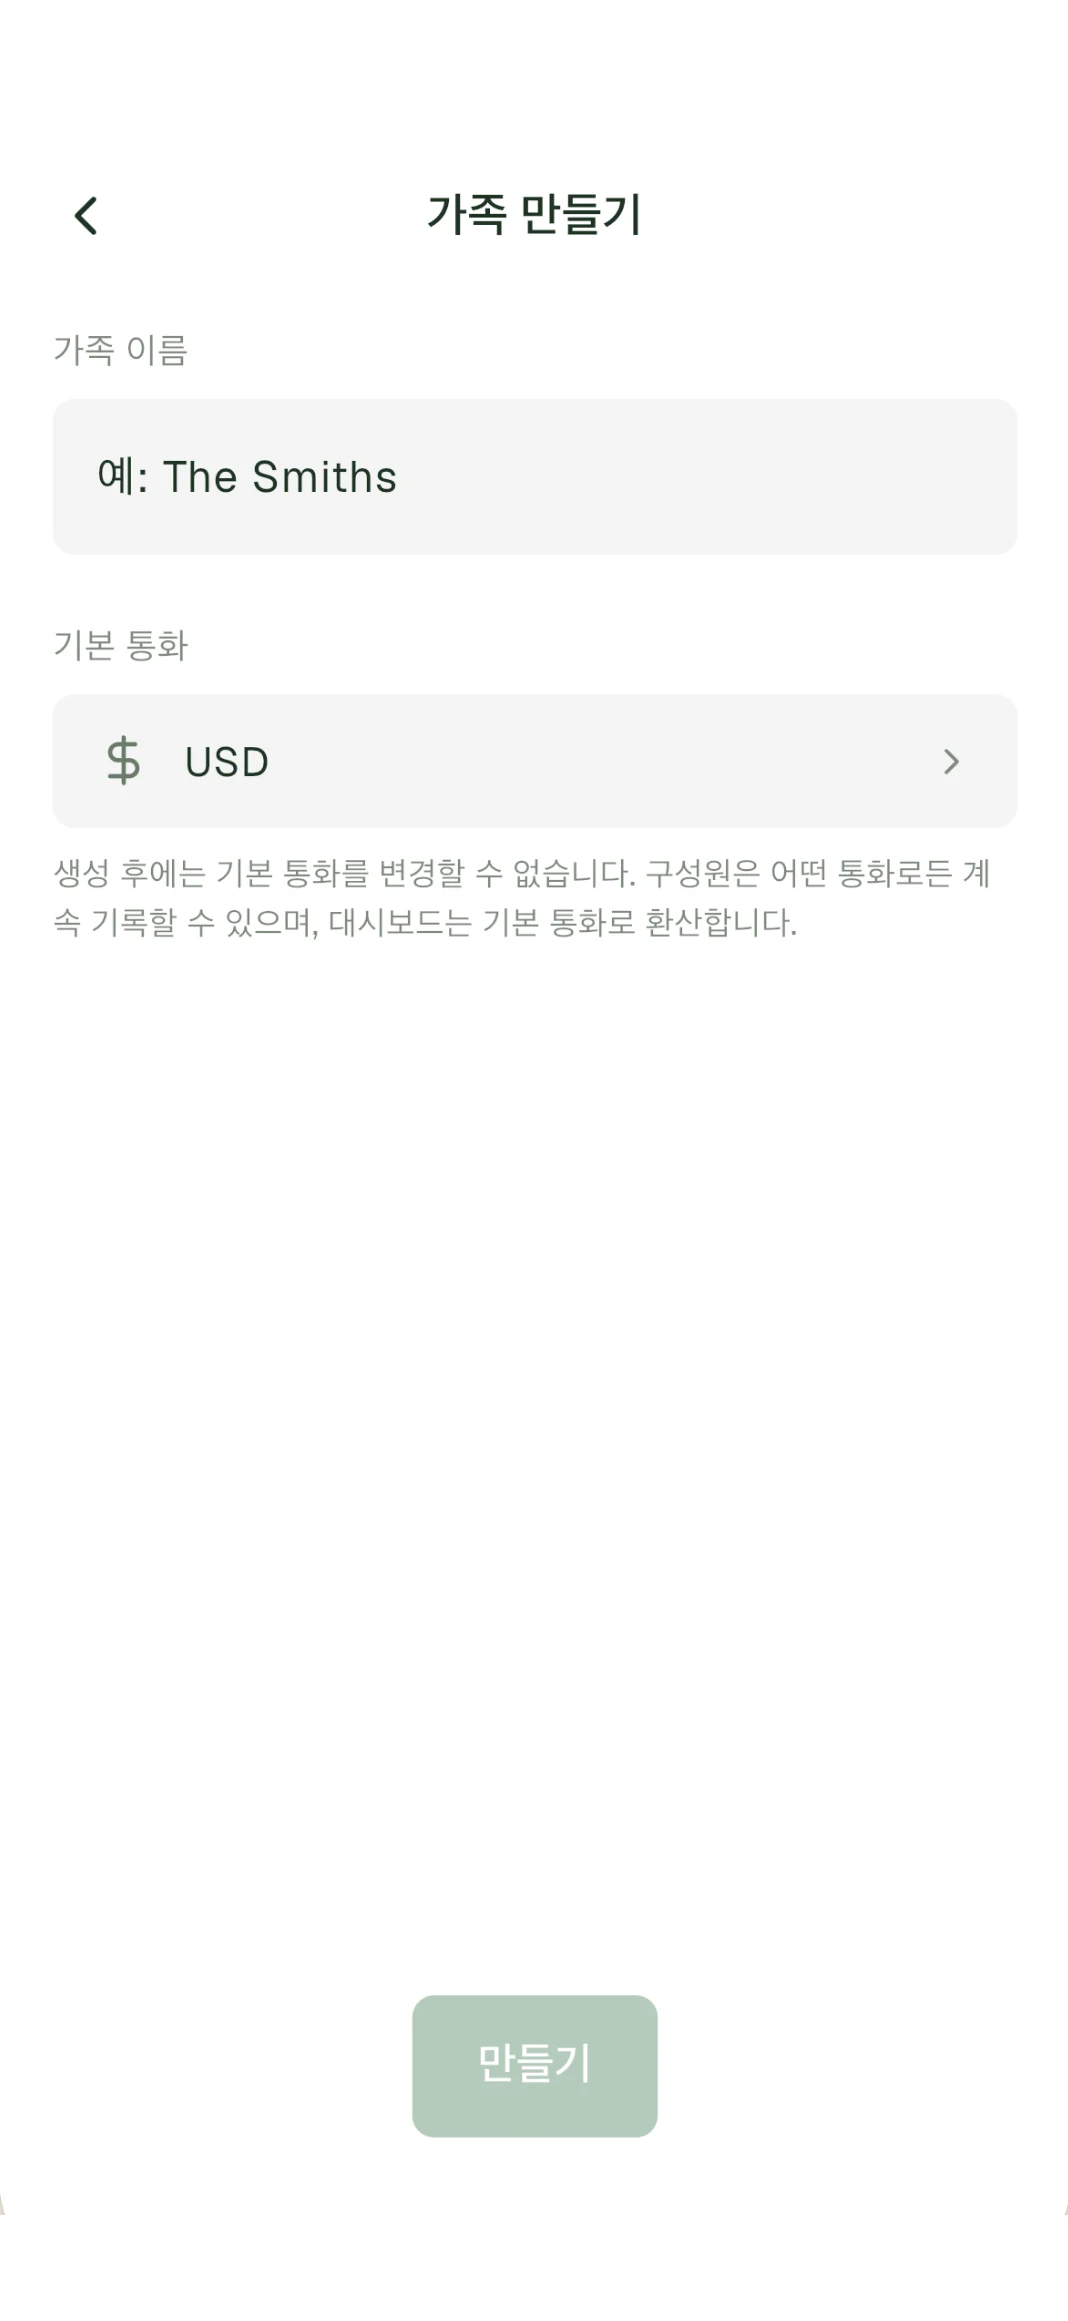 가족 만들기
가족 이름
예: The Smiths
기본 통화
$ USD
생성 후에는 기본 통화를 변경할 수 없습니다. 구성원은 어떤 통화로든 계
속 기록할 수 있으며, 대시보드는 기본 통화로 환산합니다.
만들기